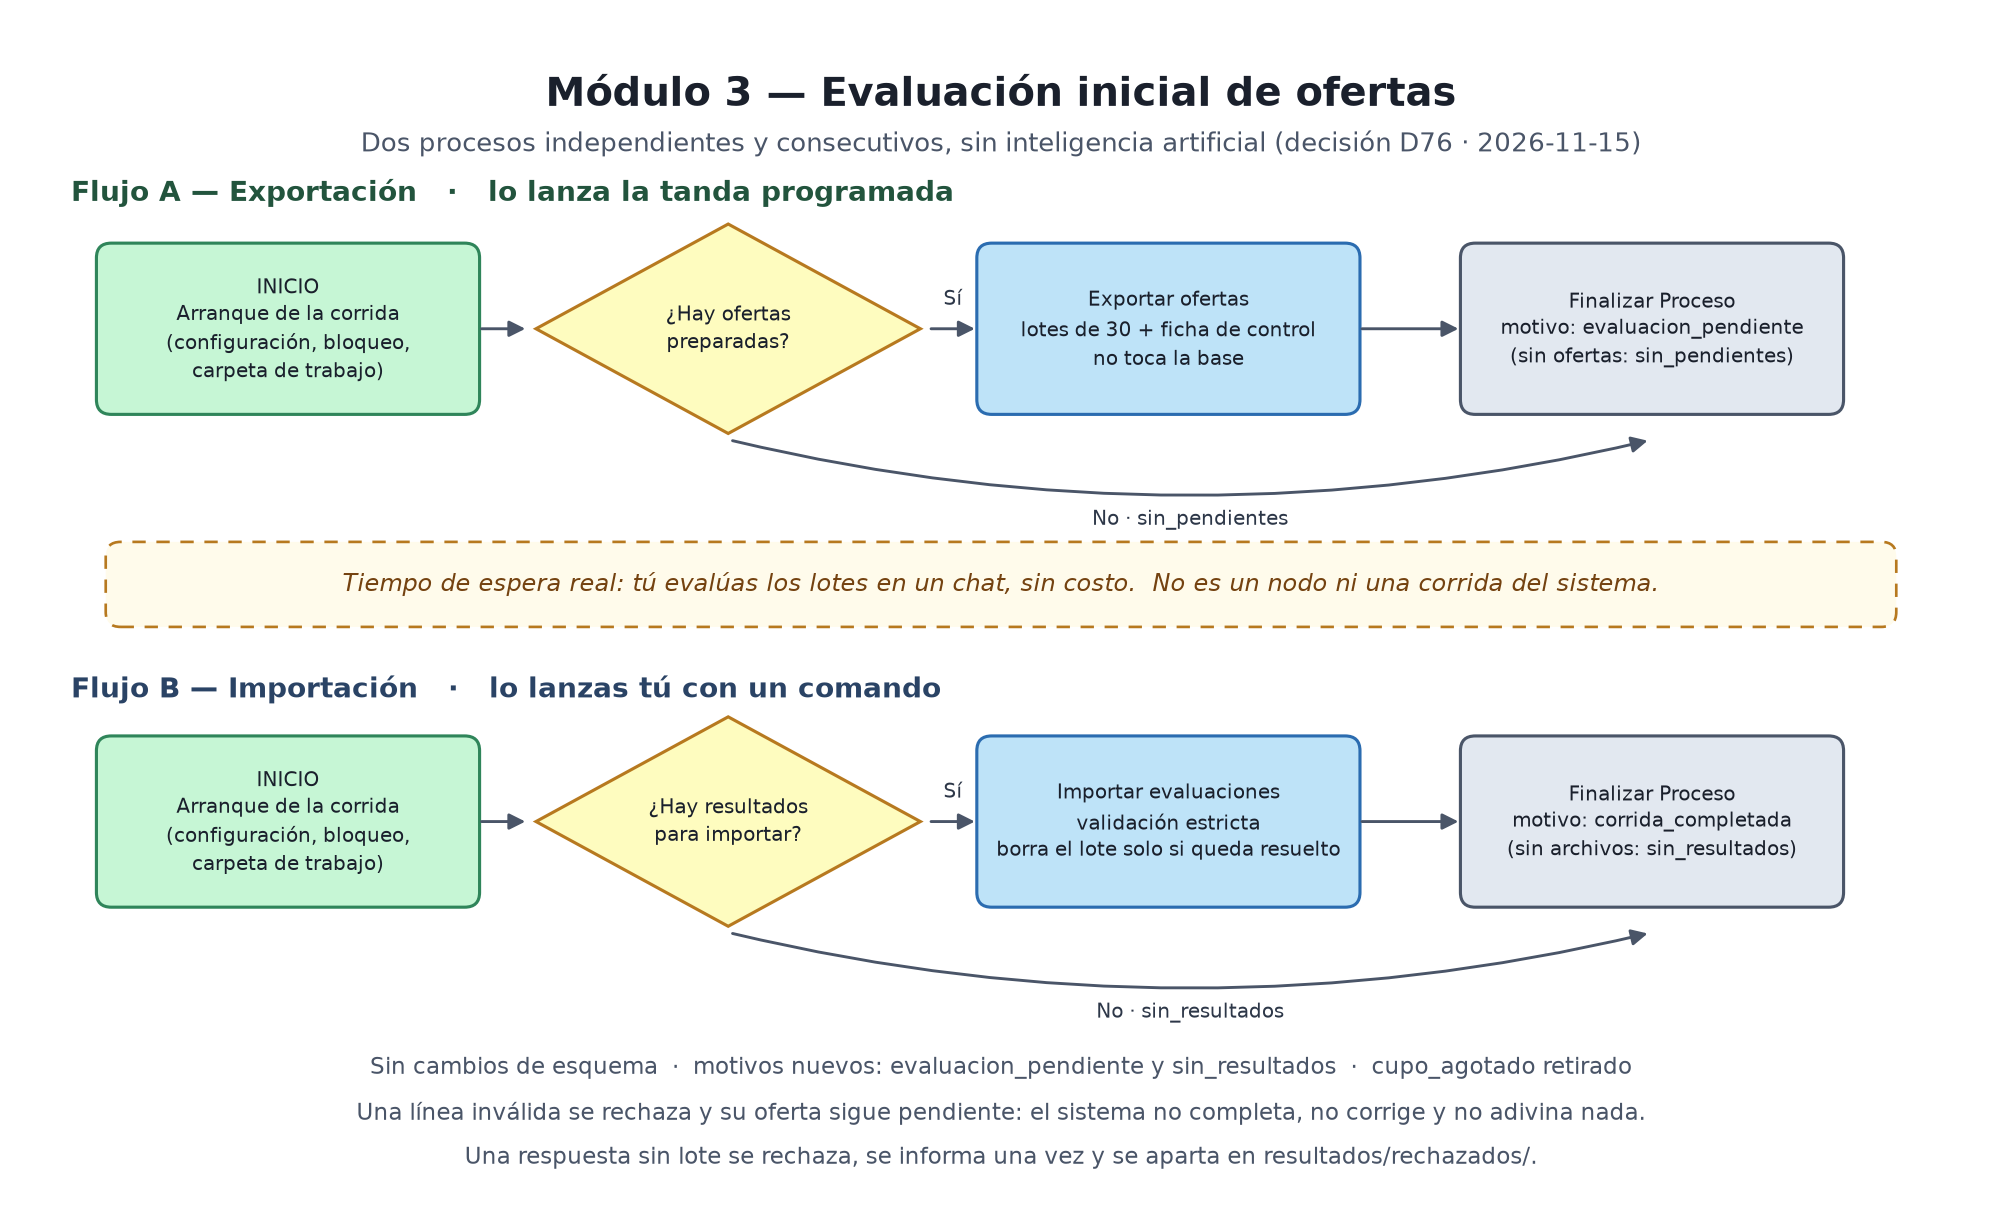 Módulo 3 — Evaluación inicial de ofertas
Dos procesos independientes y consecutivos, sin inteligencia artificial (decisión D76 · 2026-11-15)
Flujo A — Exportación · lo lanza la tanda programada
INICIO
Arranque de la corrida
(configuración, bloqueo,
carpeta de trabajo)
¿Hay ofertas
preparadas?
Sí
Exportar ofertas
lotes de 30 + ficha de control
no toca la base
Finalizar Proceso
motivo: evaluacion_pendiente
(sin ofertas: sin_pendientes)
No · sin_pendientes
Tiempo de espera real: tú evalúas los lotes en un chat, sin costo. No es un nodo ni una corrida del sistema.
Flujo B — Importación · lo lanzas tú con un comando
INICIO
Arranque de la corrida
(configuración, bloqueo,
carpeta de trabajo)
¿Hay resultados
para importar?
Sí
Importar evaluaciones
validación estricta
borra el lote solo si queda resuelto
Finalizar Proceso
motivo: corrida_completada
(sin archivos: sin_resultados)
No · sin_resultados
Sin cambios de esquema · motivos nuevos: evaluacion_pendiente y sin_resultados · cupo_agotado retirado
Una línea inválida se rechaza y su oferta sigue pendiente: el sistema no completa, no corrige y no adivina nada.
Una respuesta sin lote se rechaza, se informa una vez y se aparta en resultados/rechazados/.